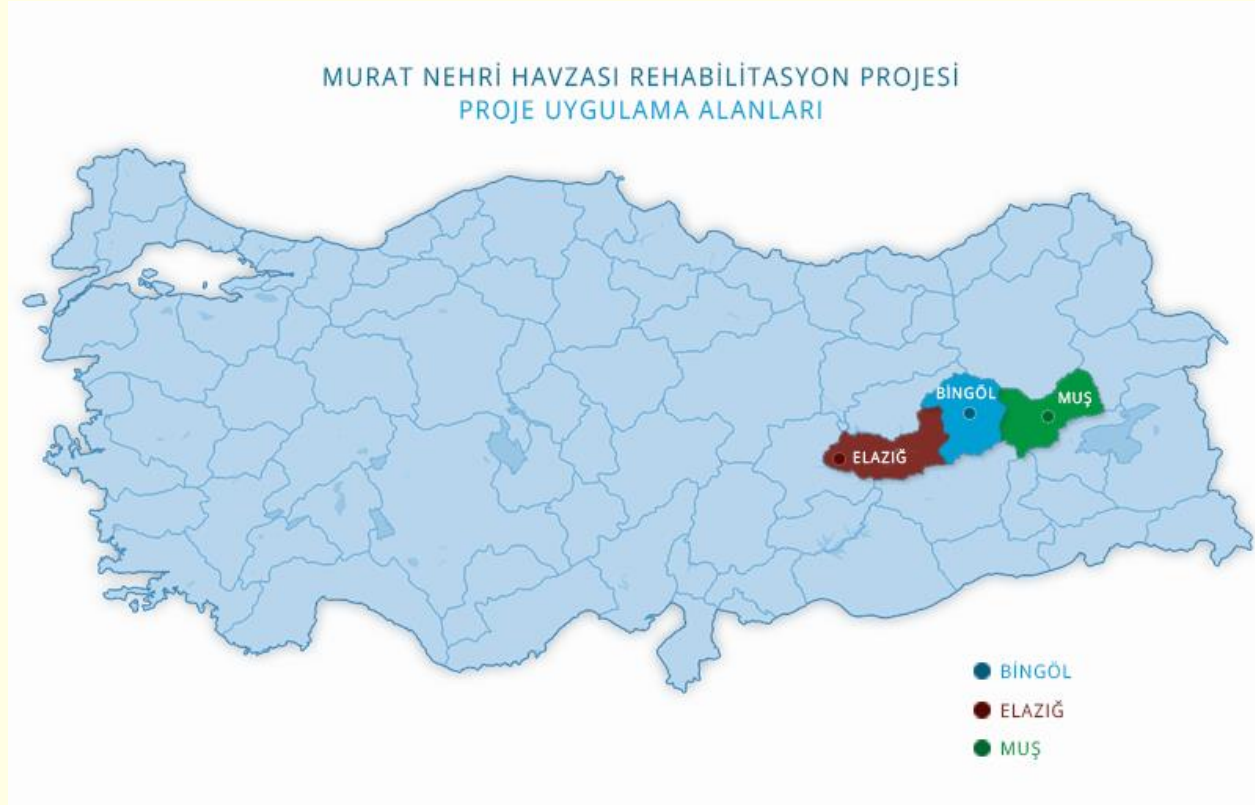 MURAT NEHRİ HAVZASI REHABİLİTASYON PROJESİ
PROJE UYGULAMA ALANLARI
BİNGÖL
MUŞ
ELAZIĞ
BİNGÖL
ELAZIĞ
MUŞ